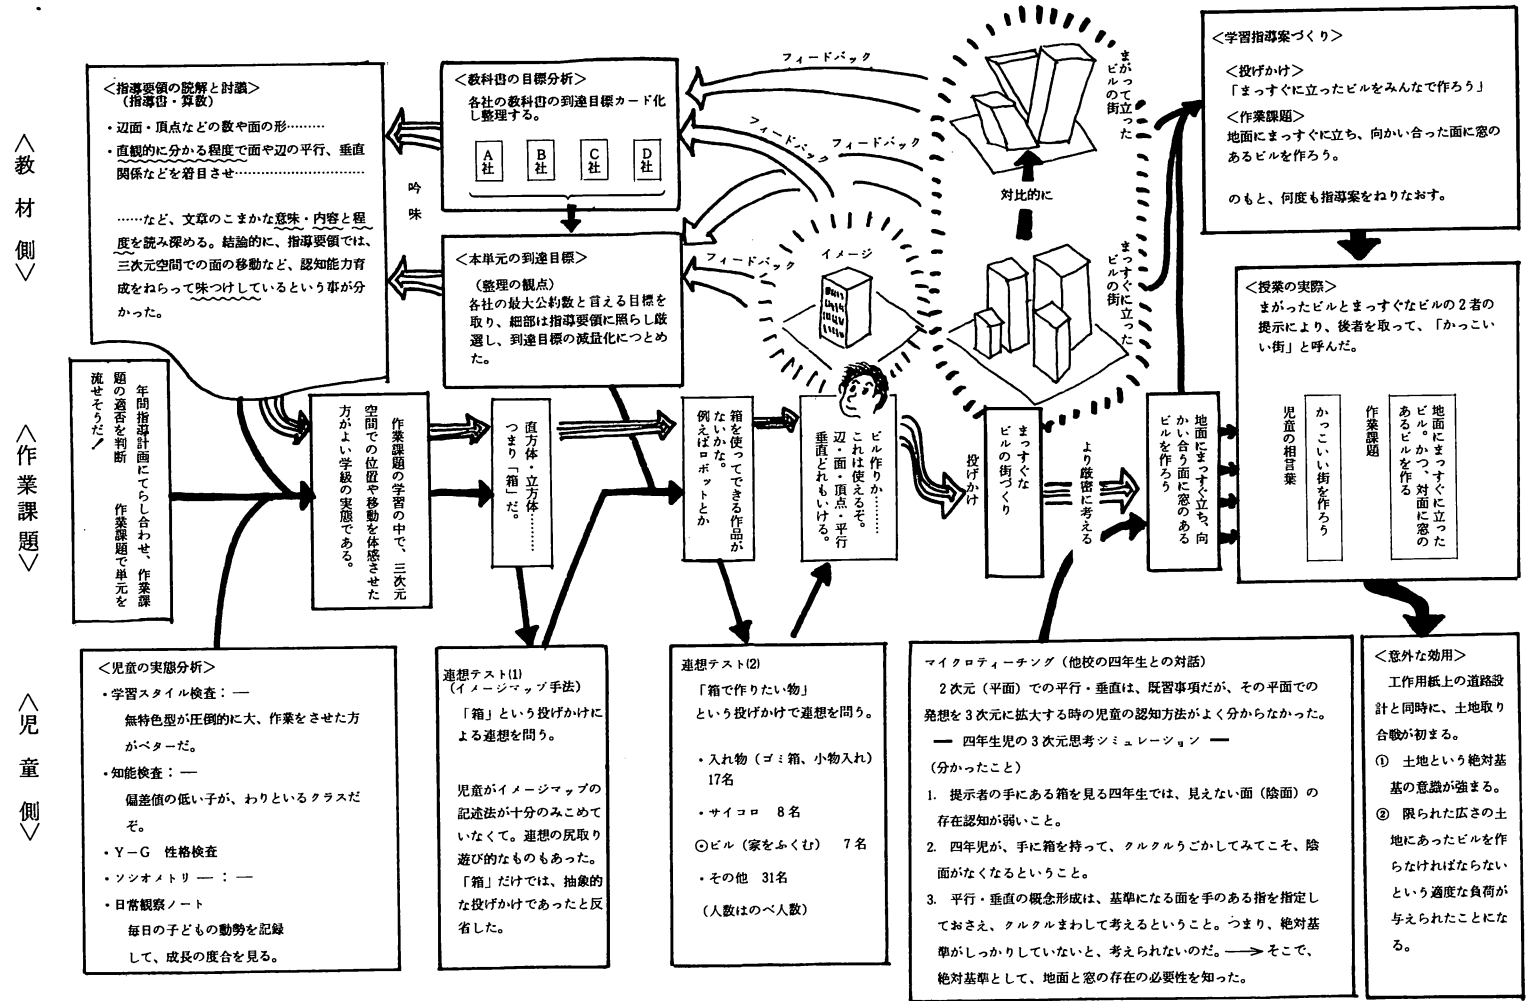 〈教材側〉
〈作業課題〉
〈児童側〉
〈指導要領の読解と討議〉
(指導書・算数)
・辺面・頂点などの数や面の形………
・直観的に分かる程度で面や辺の平行、垂直
関係などを着目させ………………………
……など、文章のこまかな意味・内容と程
度を読み深める。結論的に、指導要領では、
三次元空間での面の移動など、認知能力育
成をねらって味つけしているという事が分
かった。
吟味
〈教科書の目標分析〉
各社の教科書の到達目標カード化
し整理する。
A社
B社
C社
D社
〈本単元の到達目標〉
(整理の観点)
各社の最大公約数と言える目標を
取り、細部は指導要領に照らし厳
選し、到達目標の減量化につとめ
た。
フィードバック
フィードバック
フィードバック
フィードバック
イメージ
まがって立った
ビルの街
対比的に
まっすぐに立った
ビルの街
〈学習指導案づくり〉
〈投げかけ〉
「まっすぐに立ったビルをみんなで作ろう」
〈作業課題〉
地面にまっすぐに立ち、向かい合った面に窓の
あるビルを作ろう。
のもと、何度も指導案をねりなおす。
〈授業の実際〉
まがったビルとまっすぐなビルの2者の
提示により、後者を取って、「かっこい
い街」と呼んだ。
地面にまっすぐに立った
ビル。かつ、対面に窓の
あるビルを作る
作業課題
かっこいい街を作ろう
児童の相言葉
年間指導計画にてらし合わせ、作業課
題の適否を判断　作業課題で単元を
流せそうだ！
作業課題の学習の中で、三次元
空間での位置や移動を体感させた
方がよい学級の実態である。
直方体・立方体……
つまり「箱」だ。
箱を使ってできる作品が
ないかな。
例えばロボットとか
ビル作りか………
これは使えるぞ。
辺・面・頂点・平行
垂直どれもいける。
投げかけ
まっすぐな
ビルの街づくり
より厳密に考える
地面にまっすぐ立ち、向
かい合う面に窓のある
ビルを作ろう
〈児童の実態分析〉
・学習スタイル検査：―
無特色型が圧倒的に大、作業をさせた方
がベターだ。
・知能検査：―
偏差値の低い子が、わりといるクラスだ
ぞ。
・Y－G 性格検査
・ソシオメトリ―：―
・日常観察ノート
毎日の子どもの動勢を記録
して、成長の度合を見る。
連想テスト(1)
(イメージマップ手法)
「箱」という投げかけに
よる連想を問う。
児童がイメージマップの
記述法が十分のみこめて
いなくて。連想の尻取り
遊び的なものもあった。
「箱」だけでは、抽象的
な投げかけであったと反
省した。
連想テスト(2)
「箱で作りたい物」
という投げかけで連想を問う。
・入れ物（ゴミ箱、小物入れ）
17名
・サイコロ　8名
⊙ビル（家をふくむ）　7名
・その他　31名
（人数はのべ人数）
マイクロティーチング（他校の四年生との対話）
2次元（平面）での平行・垂直は、既習事項だが、その平面での
発想を3次元に拡大する時の児童の認知方法がよく分からなかった。
― 四年生児の3次元思考シミュレーション ―
（分かったこと）
1. 提示者の手にある箱を見る四年生では、見えない面（陰面）の
存在認知が弱いこと。
2. 四年児が、手に箱を持って、クルクルうごかしてみてこそ、陰
面がなくなるということ。
3. 平行・垂直の概念形成は、基準になる面を手のある指を指定し
ておさえ、クルクルまわして考えるということ。つまり、絶対基
準がしっかりしていないと、考えられないのだ。――→そこで、
絶対基準として、地面と窓の存在の必要性を知った。
〈意外な効用〉
工作用紙上の道路設
計と同時に、土地取り
合戦が初まる。
① 土地という絶対基
基の意識が強まる。
② 限られた広さの土
地にあったビルを作
らなければならない
という適度な負荷が
与えられたことにな
る。